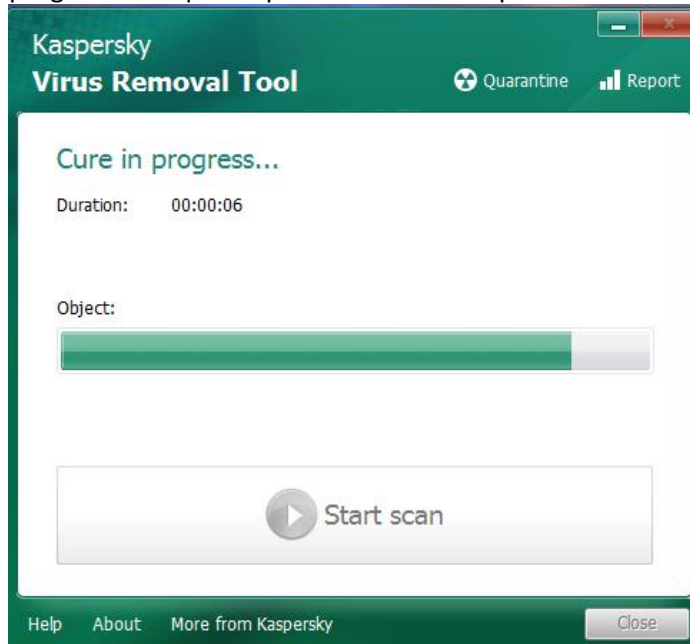 Kaspersky
Virus Removal Tool
Quarantine
Report
Cure in progress...
Duration: 00:00:06
Object:
Start scan
Help About More from Kaspersky
Close